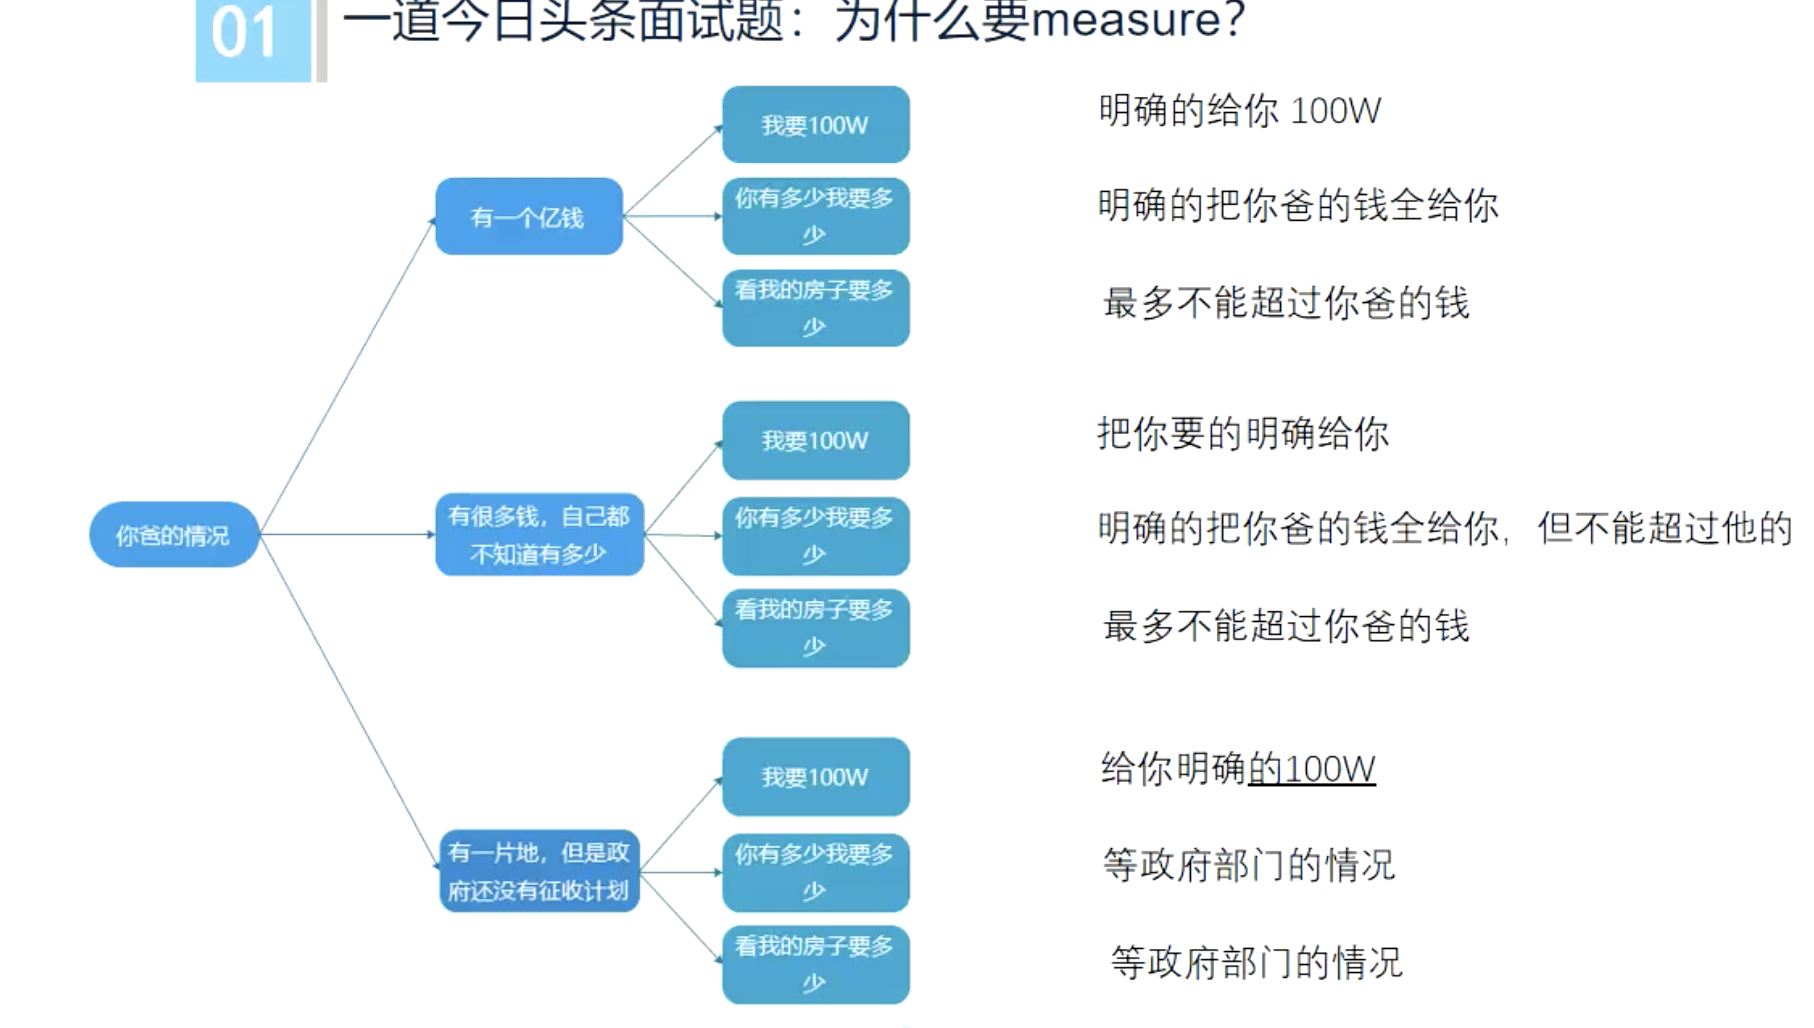 01
一道今日头条面试题：为什么要measure？
我要100W
明确的给你 100W
有一个亿钱
你有多少我要多
少
明确的把你爸的钱全给你
看我的房子要多
少
最多不能超过你爸的钱
我要100W
把你要的明确给你
你爸的情况
有很多钱，自己都
不知道有多少
你有多少我要多
少
明确的把你爸的钱全给你，但不能超过他的
看我的房子要多
少
最多不能超过你爸的钱
我要100W
给你明确的100W
有一片地，但是政
府还没有征收计划
你有多少我要多
少
等政府部门的情况
看我的房子要多
少
等政府部门的情况